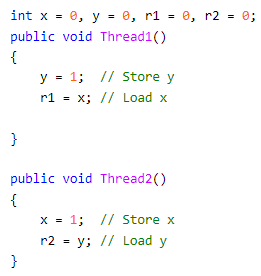 int x = 0, y = 0, r1 = 0, r2 = 0;
public void Thread1()
{
    y = 1;  // Store y
    r1 = x; // Load x

}

public void Thread2()
{
    x = 1;  // Store x
    r2 = y; // Load y
}